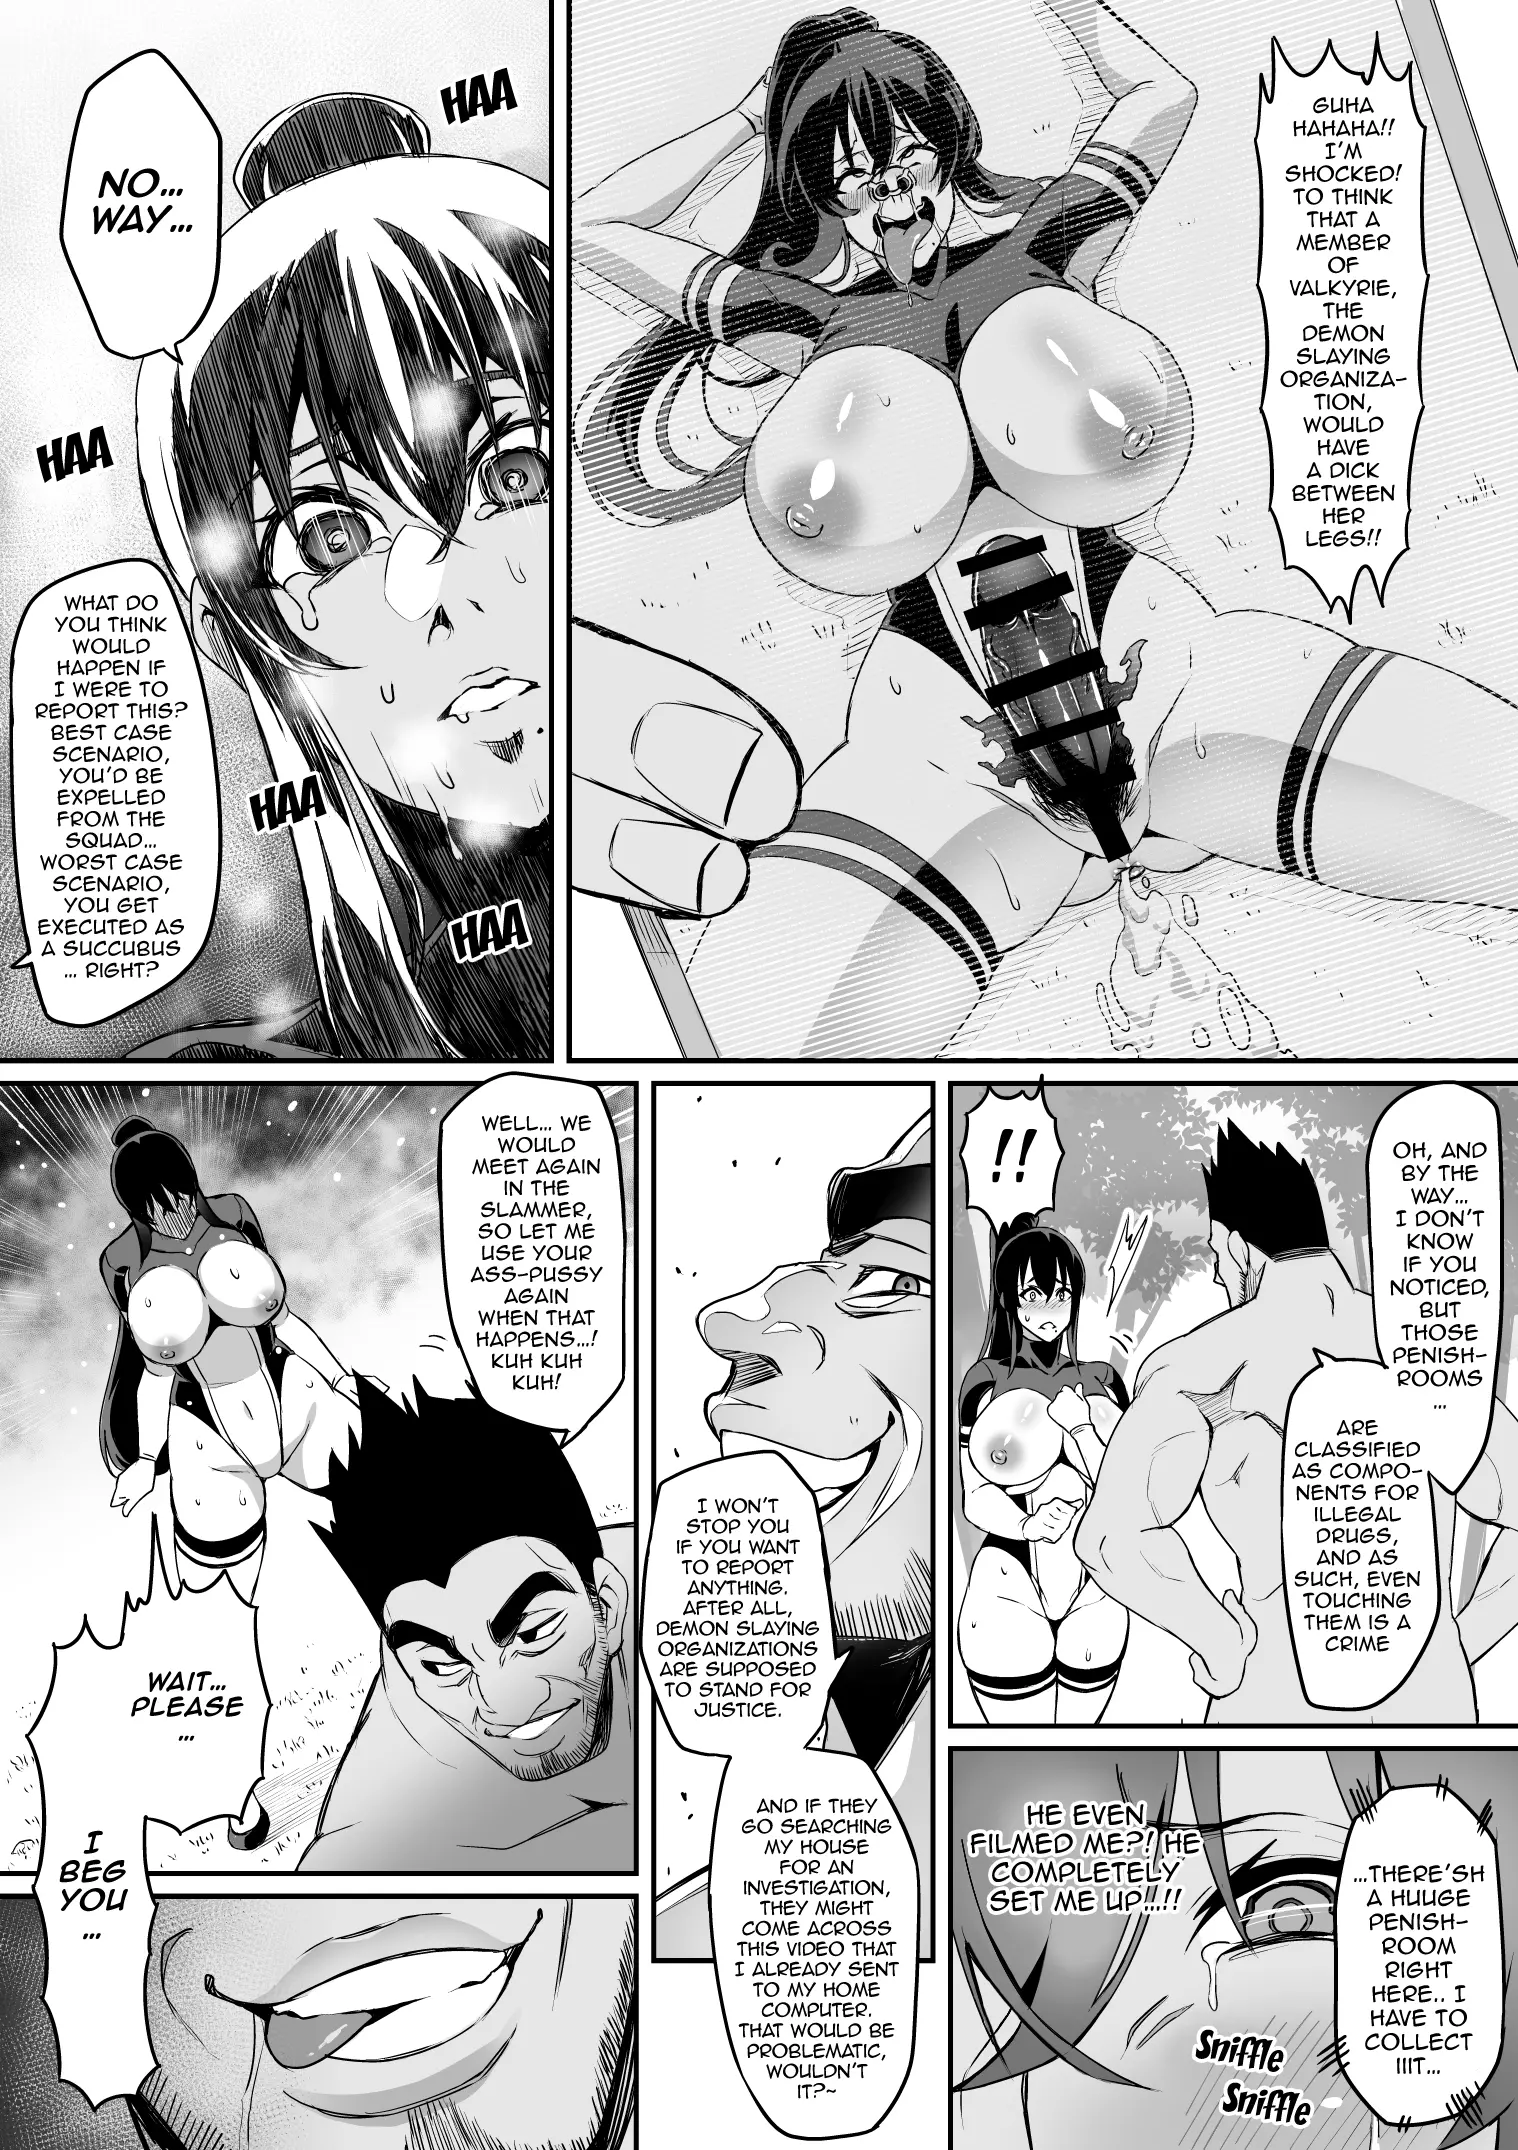 GUHA
HAHAHA!!
I'M
SHOCKED!
TO THINK
THAT A
MEMBER
OF
VALKYRIE,
THE
DEMON
SLAYING
ORGANIZA-
TION,
WOULD
HAVE
A DICK
BETWEEN
HER
LEGS!!
HAA
NO...
WAY...
HAA
HAA
HAA
WHAT DO
YOU THINK
WOULD
HAPPEN IF
I WERE TO
REPORT THIS?
BEST CASE
SCENARIO,
YOU'D BE
EXPELLED
FROM THE
SQUAD...
WORST CASE
SCENARIO,
YOU GET
EXECUTED AS
A SUCCUBUS
... RIGHT?
OH, AND
BY THE
WAY...
I DON'T
KNOW
IF YOU
NOTICED,
BUT
THOSE
PENISH-
ROOMS
...
ARE
CLASSIFIED
AS COMPO-
NENTS FOR
ILLEGAL
DRUGS,
AND AS
SUCH, EVEN
TOUCHING
THEM IS A
CRIME
!!
...THERE'SH
A HUUGE
PENISH-
ROOM
RIGHT
HERE.. I
HAVE TO
COLLECT
IIIT...
HE EVEN
FILMED ME?! HE
COMPLETELY
SET ME UP...!!
Sniffle
Sniffle
I WON'T
STOP YOU
IF YOU WANT
TO REPORT
ANYTHING.
AFTER ALL,
DEMON SLAYING
ORGANIZATIONS
ARE SUPPOSED
TO STAND FOR
JUSTICE.
AND IF THEY
GO SEARCHING
MY HOUSE
FOR AN
INVESTIGATION,
THEY MIGHT
COME ACROSS
THIS VIDEO THAT
I ALREADY SENT
TO MY HOME
COMPUTER.
THAT WOULD BE
PROBLEMATIC,
WOULDN'T
IT?~
WELL... WE
WOULD
MEET AGAIN
IN THE
SLAMMER,
SO LET ME
USE YOUR
ASS-PUSSY
AGAIN
WHEN THAT
HAPPENS...!
KUH KUH
KUH!
WAIT...
PLEASE
...
I
BEG
YOU
...